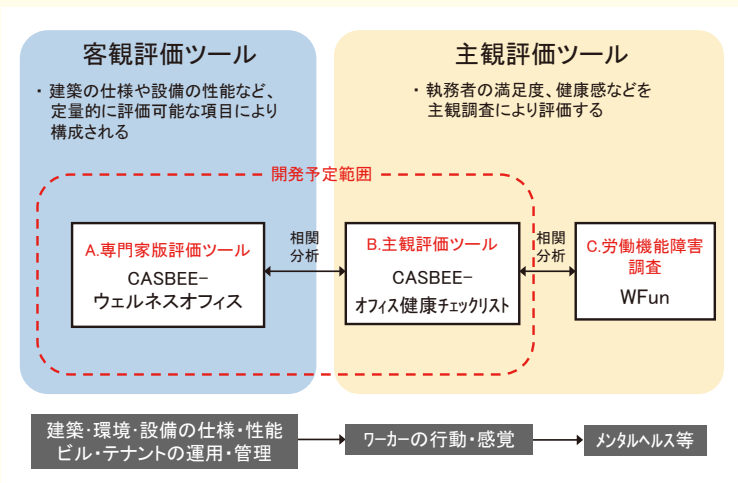 客観評価ツール
・建築の仕様や設備の性能など、
定量的に評価可能な項目により
構成される
主観評価ツール
・執務者の満足度、健康感などを
主観調査により評価する
開発予定範囲
A.専門家版評価ツール
CASBEE-
ウェルネスオフィス
相関
分析
B.主観評価ツール
CASBEE-
オフィス健康チェックリスト
相関
分析
C.労働機能障害
調査
WFun
建築・環境・設備の仕様・性能
ビル・テナントの運用・管理
ワーカーの行動・感覚
メンタルヘルス等